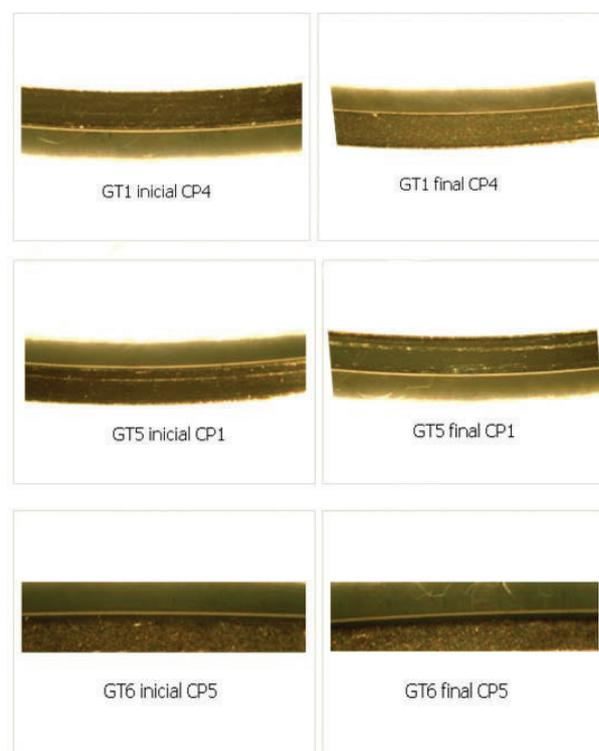 GT1 inicial CP4
GT1 final CP4
GT5 inicial CP1
GT5 final CP1
GT6 inicial CP5
GT6 final CP5